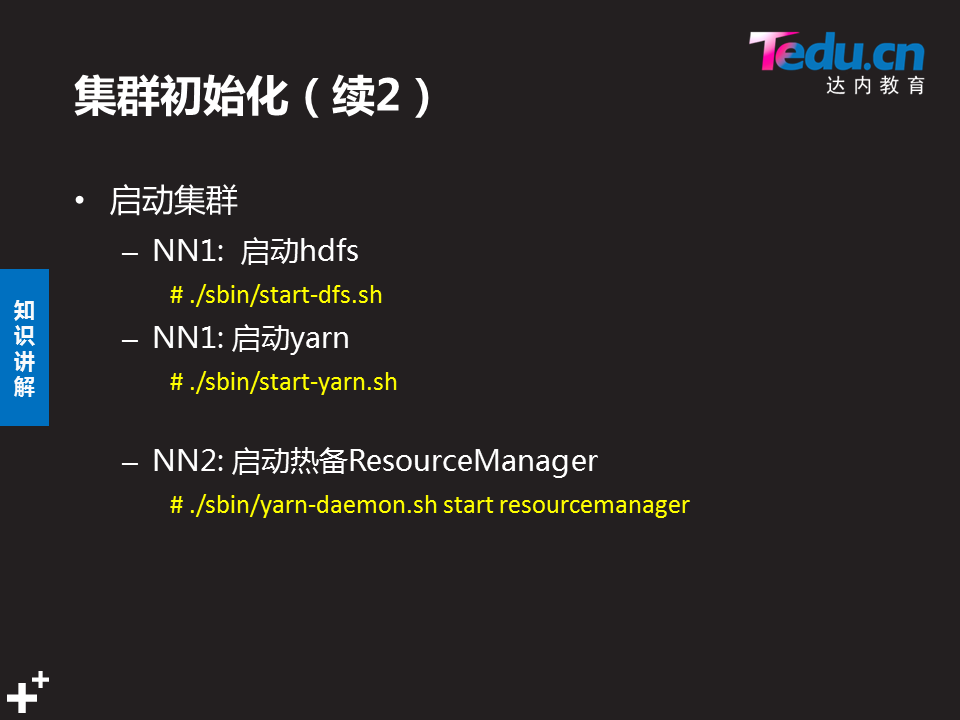 Tedu.cn
达内教育
集群初始化（续2）
• 启动集群
– NN1: 启动hdfs
# ./sbin/start-dfs.sh
– NN1: 启动yarn
# ./sbin/start-yarn.sh
– NN2: 启动热备ResourceManager
# ./sbin/yarn-daemon.sh start resourcemanager
知
识
讲
解